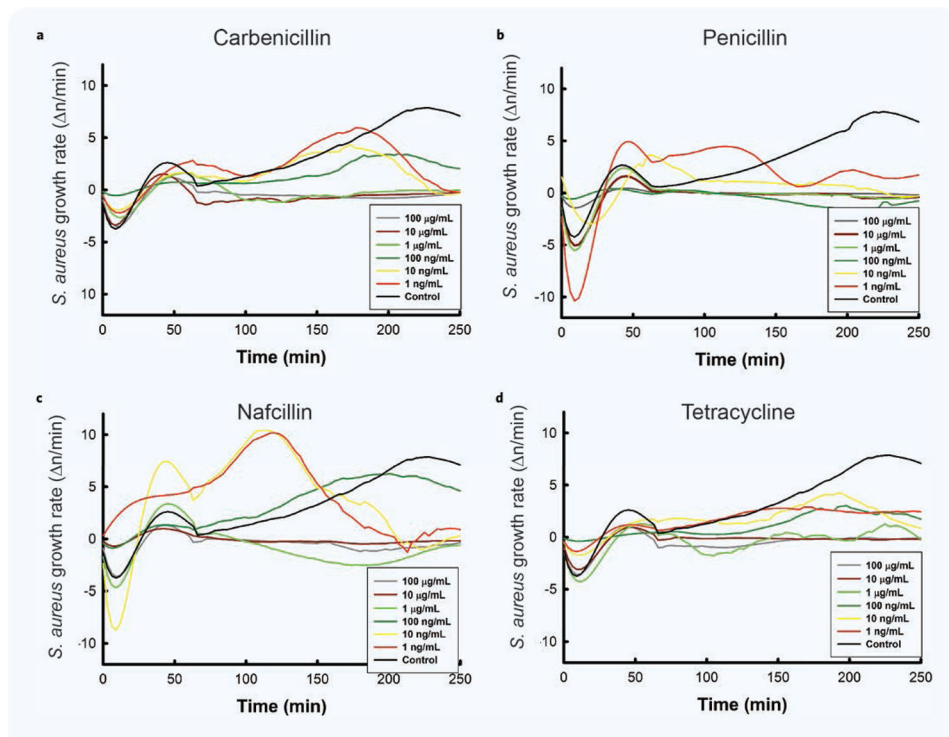 a
Carbenicillin
S. aureus growth rate (Δn/min)
10
5
0
-5
10
0
50
100
150
200
250
Time (min)
100 μg/mL
10 μg/mL
1 μg/mL
100 ng/mL
10 ng/mL
1 ng/mL
Control
b
Penicillin
S. aureus growth rate (Δn/min)
10
5
0
-5
-10
0
50
100
150
200
250
Time (min)
100 μg/mL
10 μg/mL
1 μg/mL
100 ng/mL
10 ng/mL
1 ng/mL
Control
c
Nafcillin
S. aureus growth rate (Δn/min)
10
5
0
-5
-10
0
50
100
150
200
250
Time (min)
100 μg/mL
10 μg/mL
1 μg/mL
100 ng/mL
10 ng/mL
1 ng/mL
Control
d
Tetracycline
S. aureus growth rate (Δn/min)
10
5
0
-5
-10
0
50
100
150
200
250
Time (min)
100 μg/mL
10 μg/mL
1 μg/mL
100 ng/mL
10 ng/mL
1 ng/mL
Control